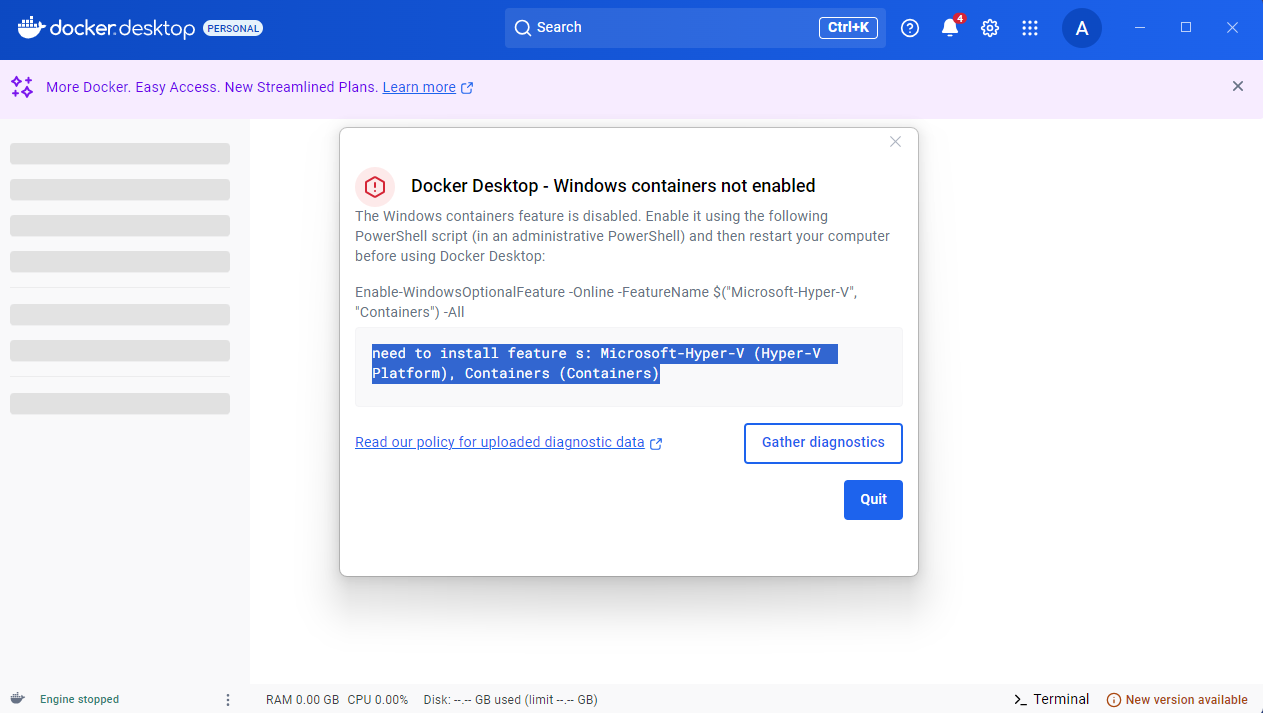 docker.desktop PERSONAL
Search Ctrl+K
4
A
More Docker. Easy Access. New Streamlined Plans. Learn more
Docker Desktop - Windows containers not enabled
The Windows containers feature is disabled. Enable it using the following
PowerShell script (in an administrative PowerShell) and then restart your computer
before using Docker Desktop:
Enable-WindowsOptionalFeature -Online -FeatureName $("Microsoft-Hyper-V",
"Containers") -All
need to install feature s: Microsoft-Hyper-V (Hyper-V
Platform), Containers (Containers)
Read our policy for uploaded diagnostic data
Gather diagnostics
Quit
Engine stopped
RAM 0.00 GB CPU 0.00% Disk: --.-- GB used (limit --.-- GB)
Terminal
New version available